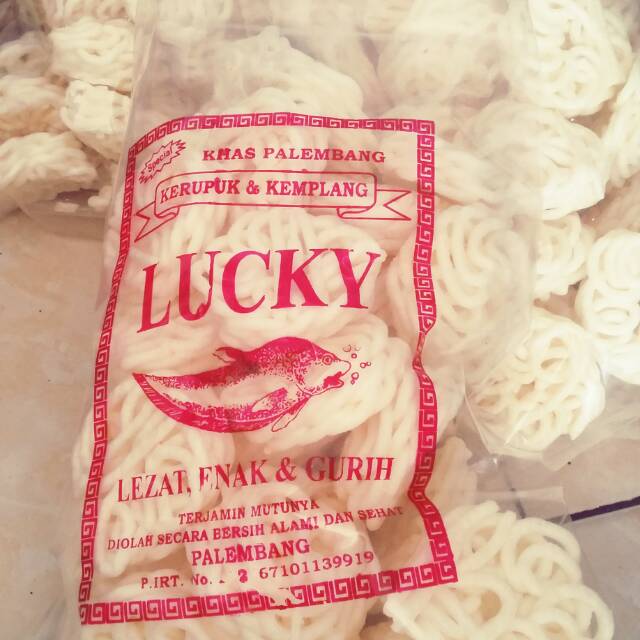 Special
KHAS PALEMBANG
KERUPUK & KEMPLANG
LUCKY
LEZAT, ENAK & GURIH
TERJAMIN MUTUNYA
DIOLAH SECARA BERSIH ALAMI DAN SEHAT
PALEMBANG
P.IRT. No. 2 67101139919